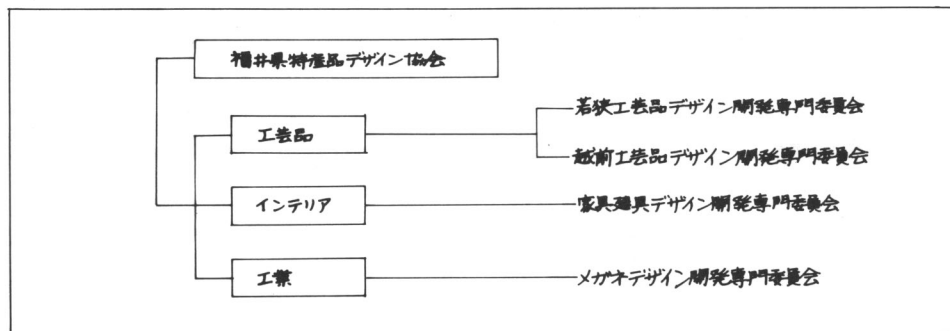 福井県特産品デザイン協会
工芸品
若狭工芸品デザイン開発専門委員会
越前工芸品デザイン開発専門委員会
インテリア
家具建具デザイン開発専門委員会
工業
メガネデザイン開発専門委員会